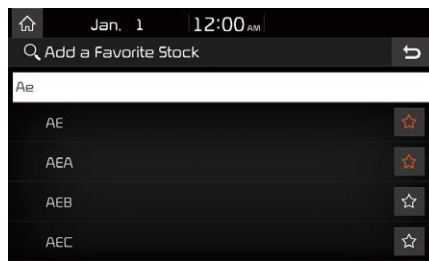 Jan. 1 12:00 AM
Add a Favorite Stock
Ae
AE
AEA
AEB
AEC